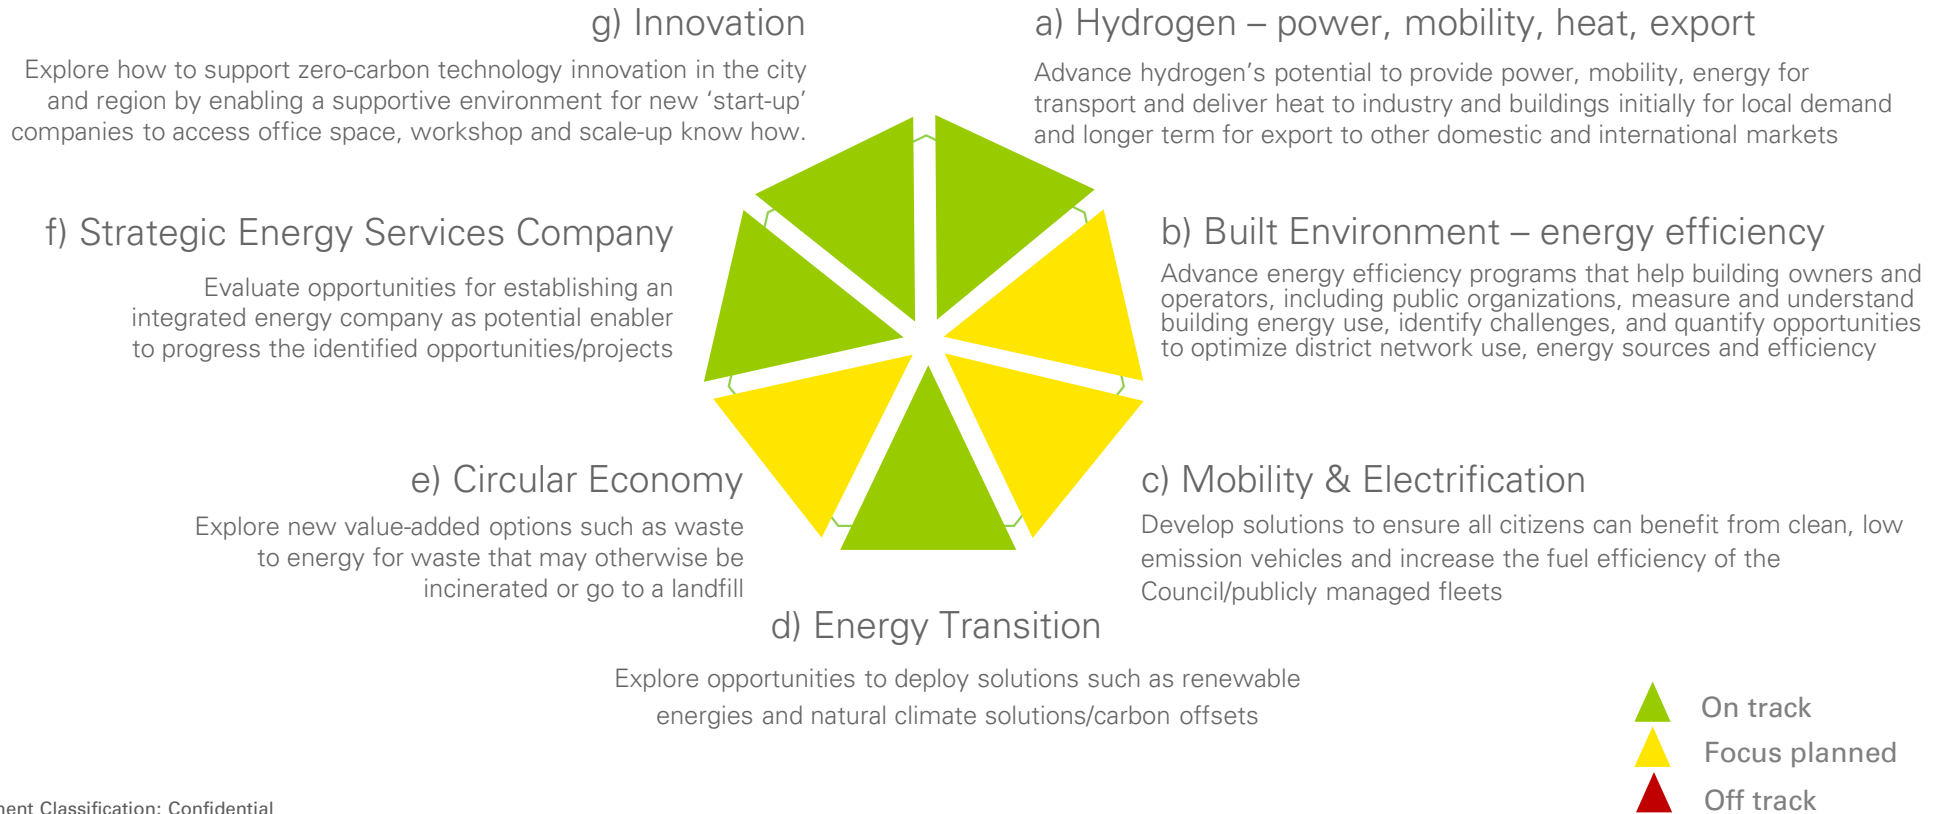 g) Innovation
Explore how to support zero-carbon technology innovation in the city
and region by enabling a supportive environment for new ‘start-up’
companies to access office space, workshop and scale-up know how.
a) Hydrogen – power, mobility, heat, export
Advance hydrogen’s potential to provide power, mobility, energy for
transport and deliver heat to industry and buildings initially for local demand
and longer term for export to other domestic and international markets
f) Strategic Energy Services Company
Evaluate opportunities for establishing an
integrated energy company as potential enabler
to progress the identified opportunities/projects
b) Built Environment – energy efficiency
Advance energy efficiency programs that help building owners and
operators, including public organizations, measure and understand
building energy use, identify challenges, and quantify opportunities
to optimize district network use, energy sources and efficiency
e) Circular Economy
Explore new value-added options such as waste
to energy for waste that may otherwise be
incinerated or go to a landfill
c) Mobility & Electrification
Develop solutions to ensure all citizens can benefit from clean, low
emission vehicles and increase the fuel efficiency of the
Council/publicly managed fleets
d) Energy Transition
Explore opportunities to deploy solutions such as renewable
energies and natural climate solutions/carbon offsets
On track
Focus planned
Off track
Classification: Confidential